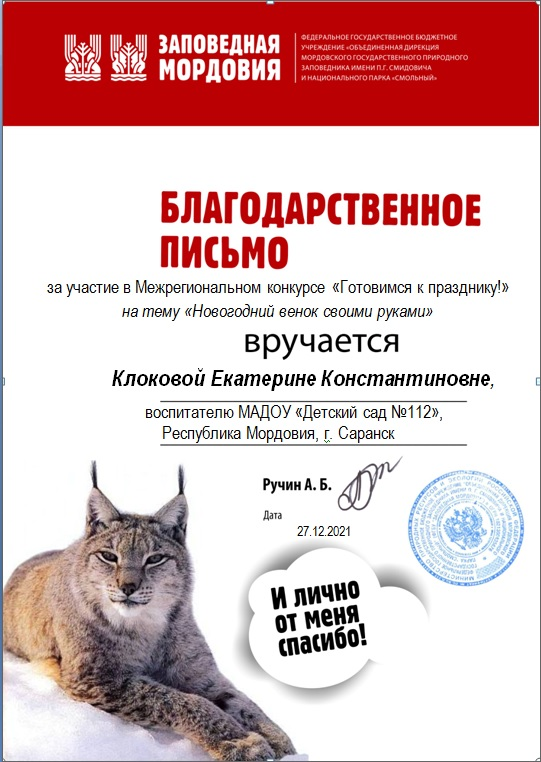 ЗАПОВЕДНАЯ
МОРДОВИЯ
ФЕДЕРАЛЬНОЕ ГОСУДАРСТВЕННОЕ БЮДЖЕТНОЕ
УЧРЕЖДЕНИЕ «ОБЪЕДИНЕННАЯ ДИРЕКЦИЯ
МОРДОВСКОГО ГОСУДАРСТВЕННОГО ПРИРОДНОГО
ЗАПОВЕДНИКА ИМЕНИ П.Г. СМИДОВИЧА
И НАЦИОНАЛЬНОГО ПАРКА «СМОЛЬНЫЙ»
БЛАГОДАРСТВЕННОЕ
ПИСЬМО
за участие в Межрегиональном конкурсе «Готовимся к празднику!»
на тему «Новогодний венок своими руками»
вручается
Клоковой Екатерине Константиновне,
воспитателю МАДОУ «Детский сад №112»,
Республика Мордовия, г. Саранск
Ручин А. Б.
Дата
27.12.2021
И лично
от меня
спасибо!